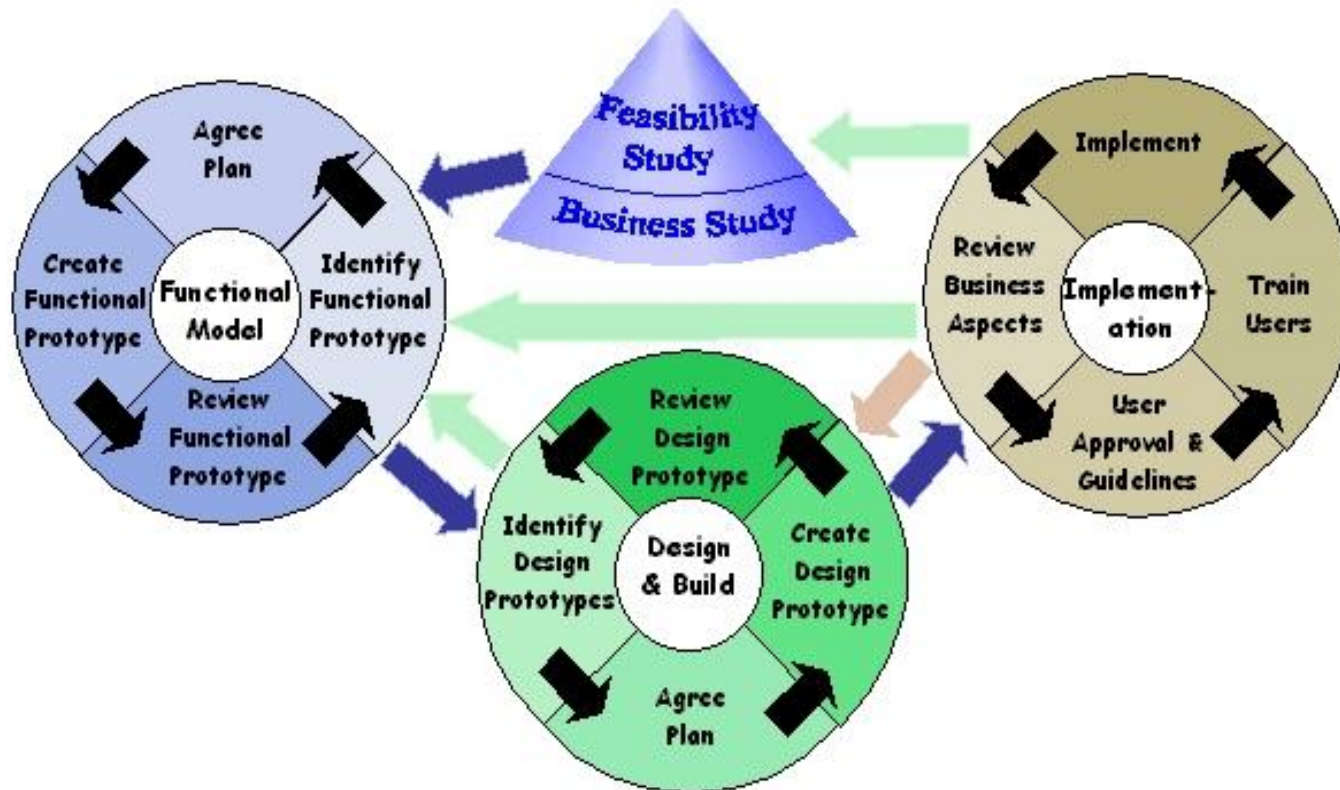 Feasibility
Study
Business Study
Agree
Plan
Create
Functional
Prototype
Functional
Model
Identify
Functional
Prototype
Review
Functional
Prototype
Implement
Review
Business
Aspects
Implement-
ation
Train
Users
User
Approval &
Guidelines
Review
Design
Prototype
Identify
Design
Prototypes
Design
& Build
Create
Design
Prototype
Agree
Plan